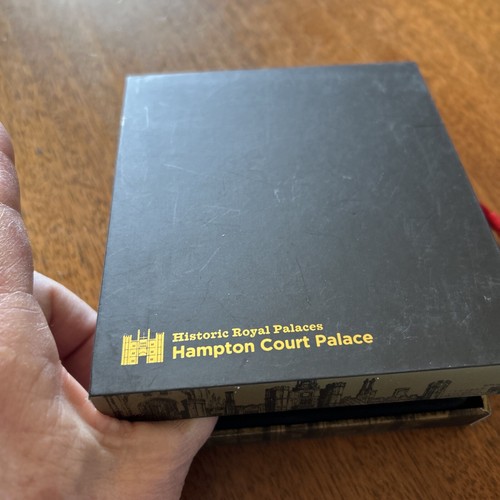 Historic Royal Palaces
Hampton Court Palace